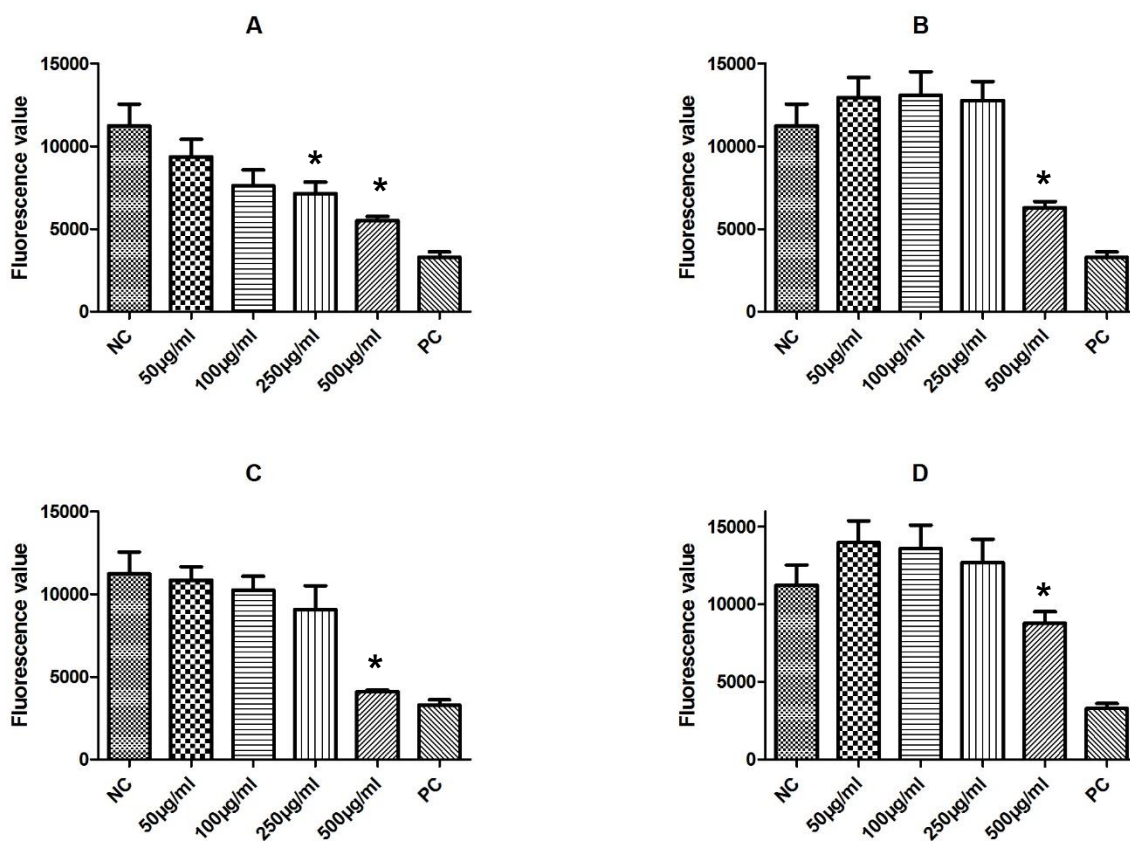 A
Fluorescence value
15000
10000
5000
0
*
*
NC
50µg/ml
100µg/ml
250µg/ml
500µg/ml
PC
B
Fluorescence value
15000
10000
5000
0
*
NC
50µg/ml
100µg/ml
250µg/ml
500µg/ml
PC
C
Fluorescence value
15000
10000
5000
0
*
NC
50µg/ml
100µg/ml
250µg/ml
500µg/ml
PC
D
Fluorescence value
15000
10000
5000
0
*
NC
50µg/ml
100µg/ml
250µg/ml
500µg/ml
PC